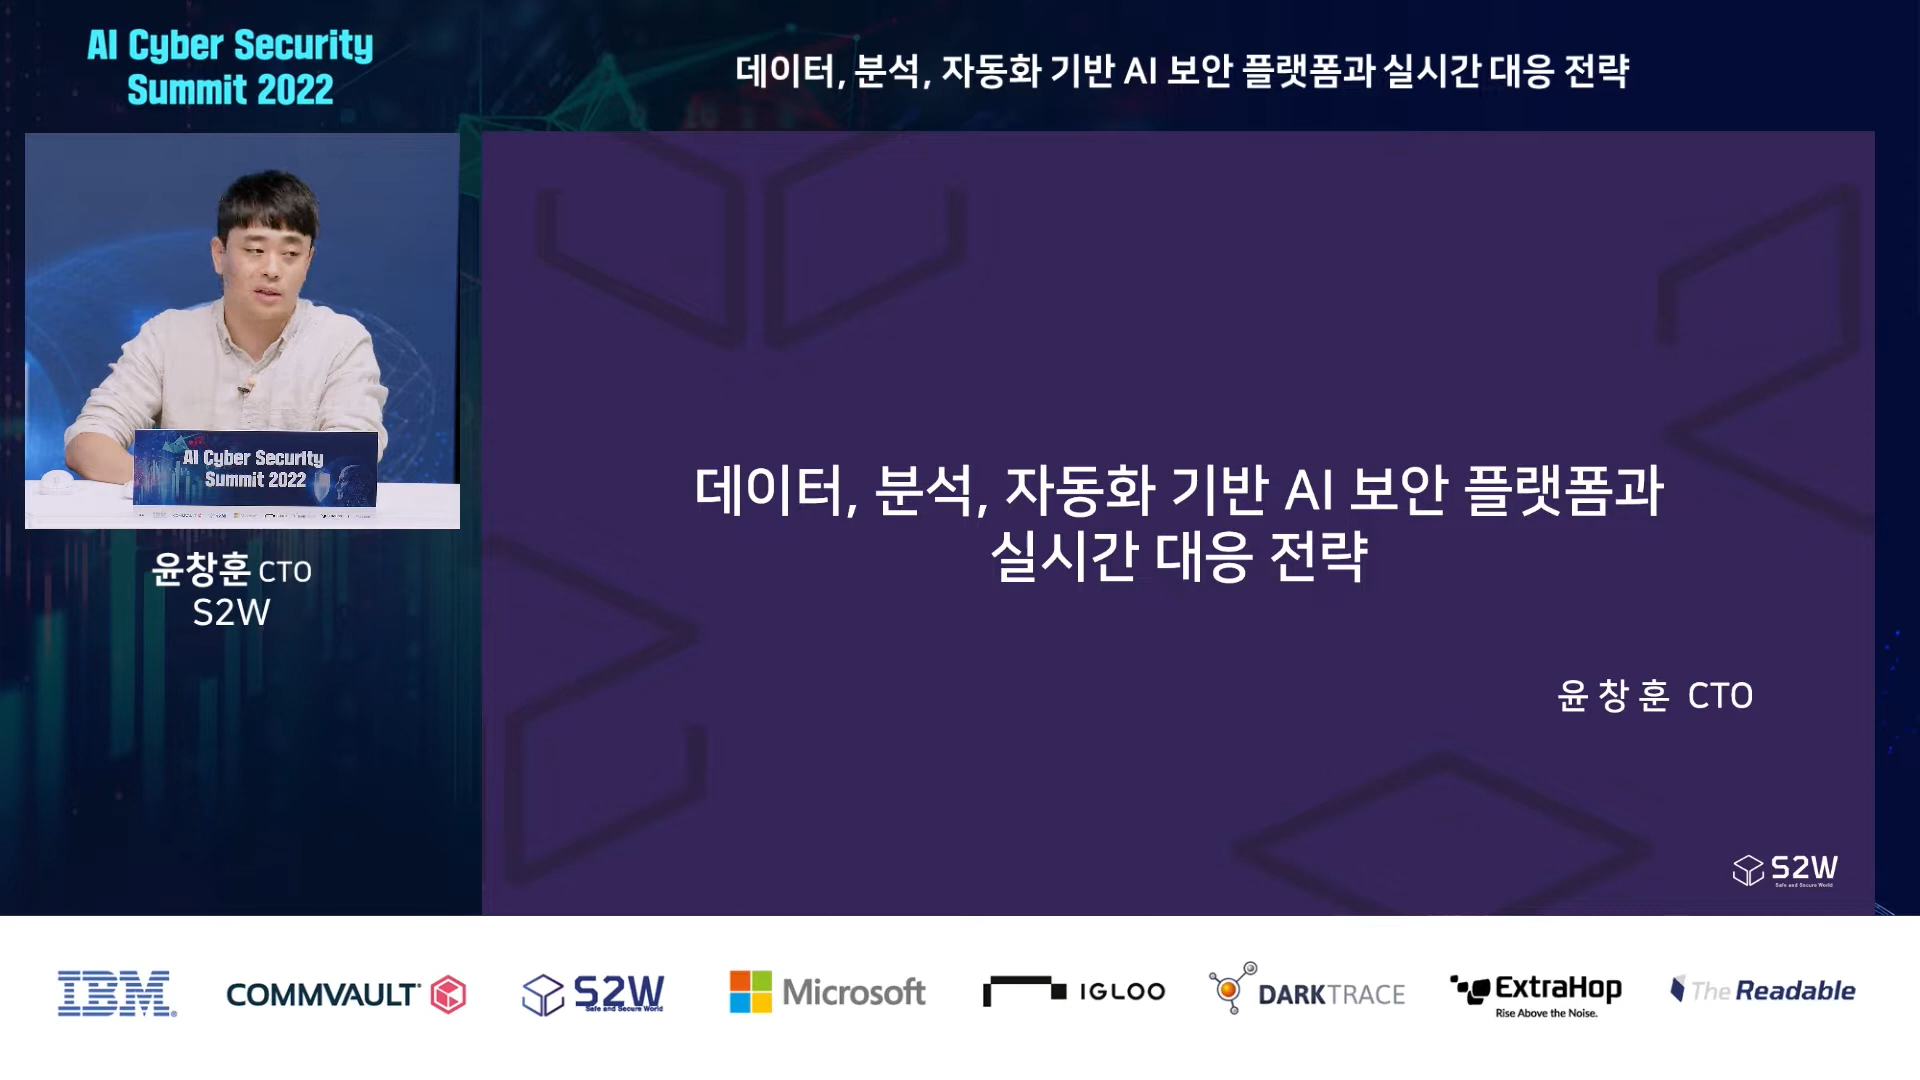 AI Cyber Security
Summit 2022
데이터, 분석, 자동화 기반 AI 보안 플랫폼과 실시간 대응 전략
AI Cyber Security
Summit 2022
윤창훈 CTO
S2W
데이터, 분석, 자동화 기반 AI 보안 플랫폼과
실시간 대응 전략
윤창훈 CTO
S2W
Safe and Secure World
IBM
COMMVAULT
S2W
Safe and Secure World
Microsoft
IGLOO
DARKTRACE
ExtraHop
Rise Above the Noise.
The Readable